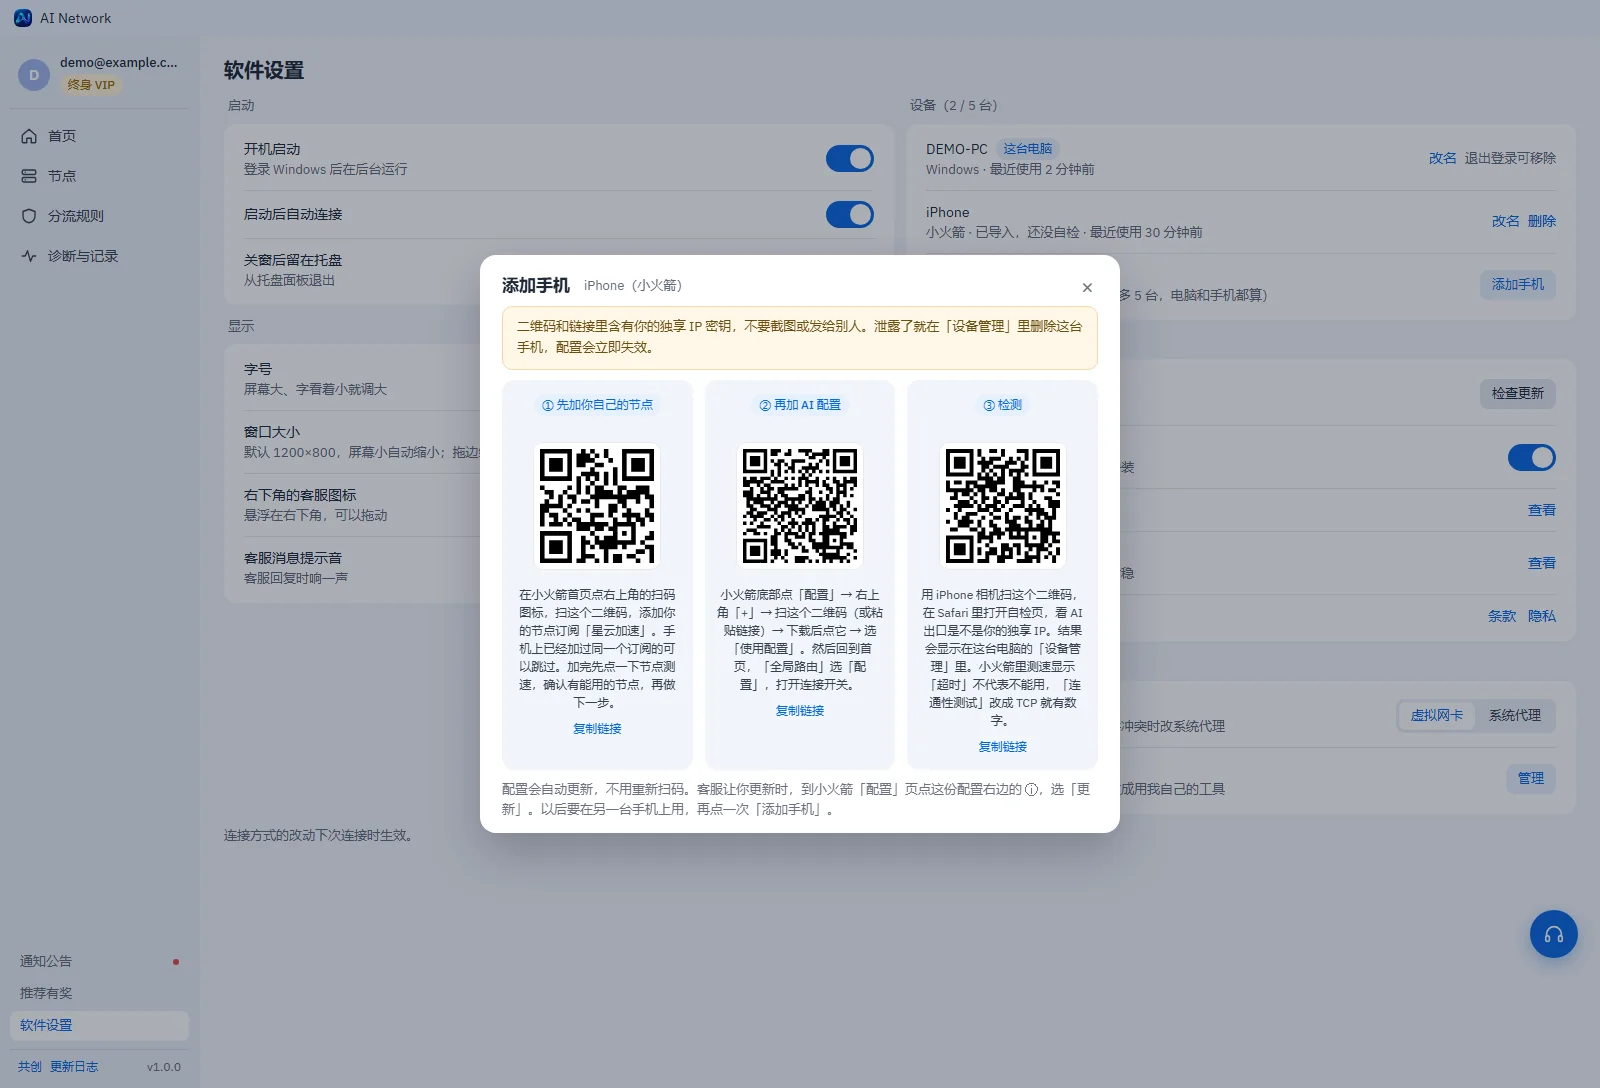 AI Network
D
demo@example.c...
终身 VIP
首页
节点
分流规则
诊断与记录
通知公告
推荐有奖
软件设置
共创 更新日志 v1.0.0
软件设置
启动
开机启动
登录 Windows 后在后台运行
启动后自动连接
关窗后留在托盘
从托盘面板退出
显示
字号
屏幕大、字看着小就调大
窗口大小
默认 1200×800，屏幕小自动缩小；拖边
右下角的客服图标
悬浮在右下角，可以拖动
客服消息提示音
客服回复时响一声
连接方式的改动下次连接时生效。
设备（2 / 5 台）
DEMO-PC 这台电脑
Windows · 最近使用 2 分钟前
改名 退出登录可移除
iPhone
小火箭 · 已导入，还没自检 · 最近使用 30 分钟前
改名 删除
多 5 台，电脑和手机都算）
添加手机
检查更新
装
查看
稳
查看
条款 隐私
冲突时改系统代理
虚拟网卡 系统代理
成用我自己的工具
管理
添加手机 iPhone（小火箭）
×
二维码和链接里含有你的独享 IP 密钥，不要截图或发给别人。泄露了就在「设备管理」里删除这台
手机，配置会立即失效。
① 先加你自己的节点
在小火箭首页点右上角的扫码
图标，扫这个二维码，添加你
的节点订阅「星云加速」。手
机上已经加过同一个订阅的可
以跳过。加完先点一下节点测
速，确认有能用的节点，再做
下一步。
复制链接
② 再加 AI 配置
小火箭底部点「配置」→ 右上
角「+」→ 扫这个二维码（或粘
贴链接）→ 下载后点它 → 选
「使用配置」。然后回到首
页，「全局路由」选「配
置」，打开连接开关。
复制链接
③ 检测
用 iPhone 相机扫这个二维码，
在 Safari 里打开自检页，看 AI
出口是不是你的独享 IP。结果
会显示在这台电脑的「设备管
理」里。小火箭里测速显示
「超时」不代表不能用，「连
通性测试」改成 TCP 就有数
字。
复制链接
配置会自动更新，不用重新扫码。客服让你更新时，到小火箭「配置」页点这份配置右边的 ⓘ，选「更
新」。以后要在另一台手机上用，再点一次「添加手机」。